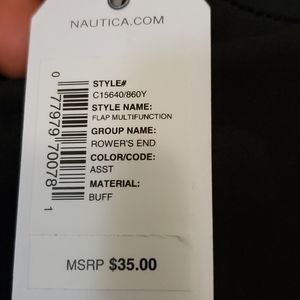 NAUTICA.COM
STYLE#
C15640/860Y
STYLE NAME:
FLAP MULTIFUNCTION
GROUP NAME:
ROWER'S END
COLOR/CODE:
ASST
MATERIAL:
BUFF
0 77979 70078 1
MSRP $35.00